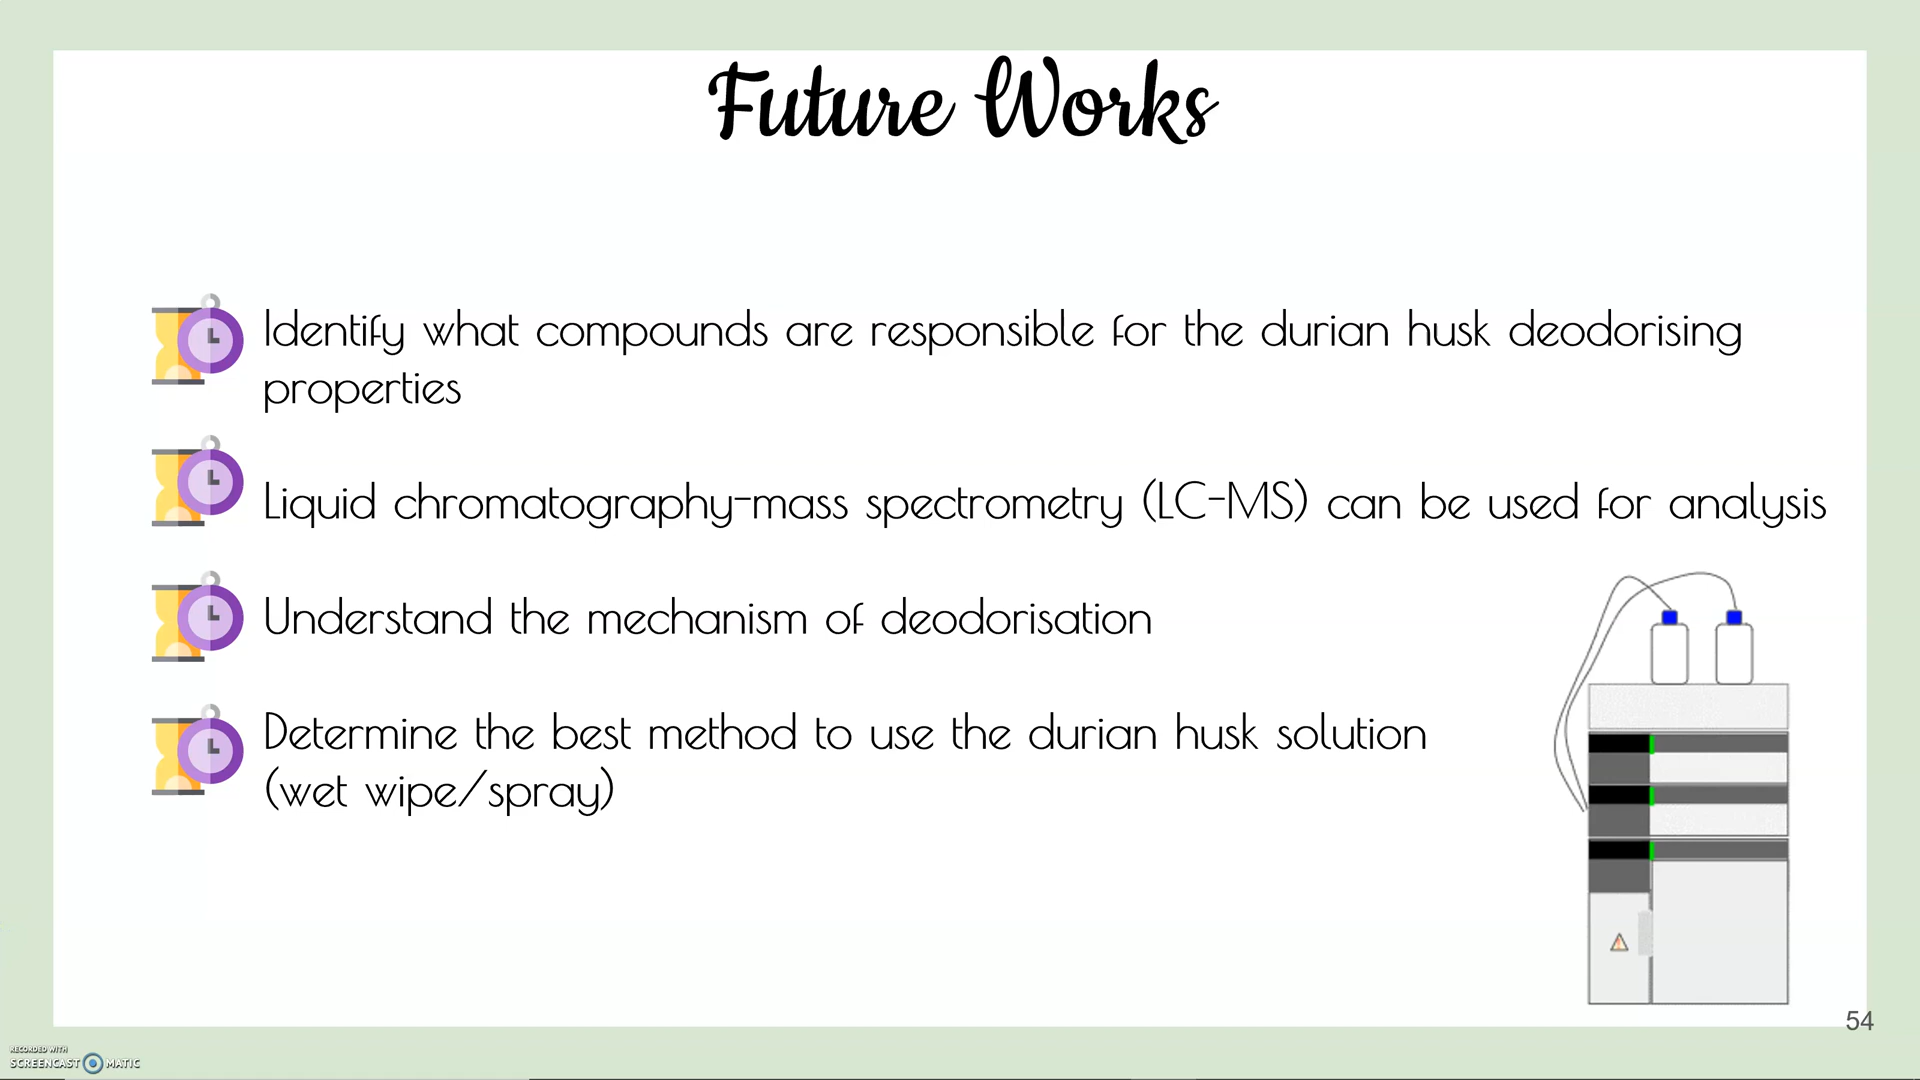 Future Works
Identify what compounds are responsible for the durian husk deodorising
properties
Liquid chromatography-mass spectrometry (LC-MS) can be used for analysis
Understand the mechanism of deodorisation
Determine the best method to use the durian husk solution
(wet wipe/spray)
54
RECORDED WITH
SCREENCAST MATIC